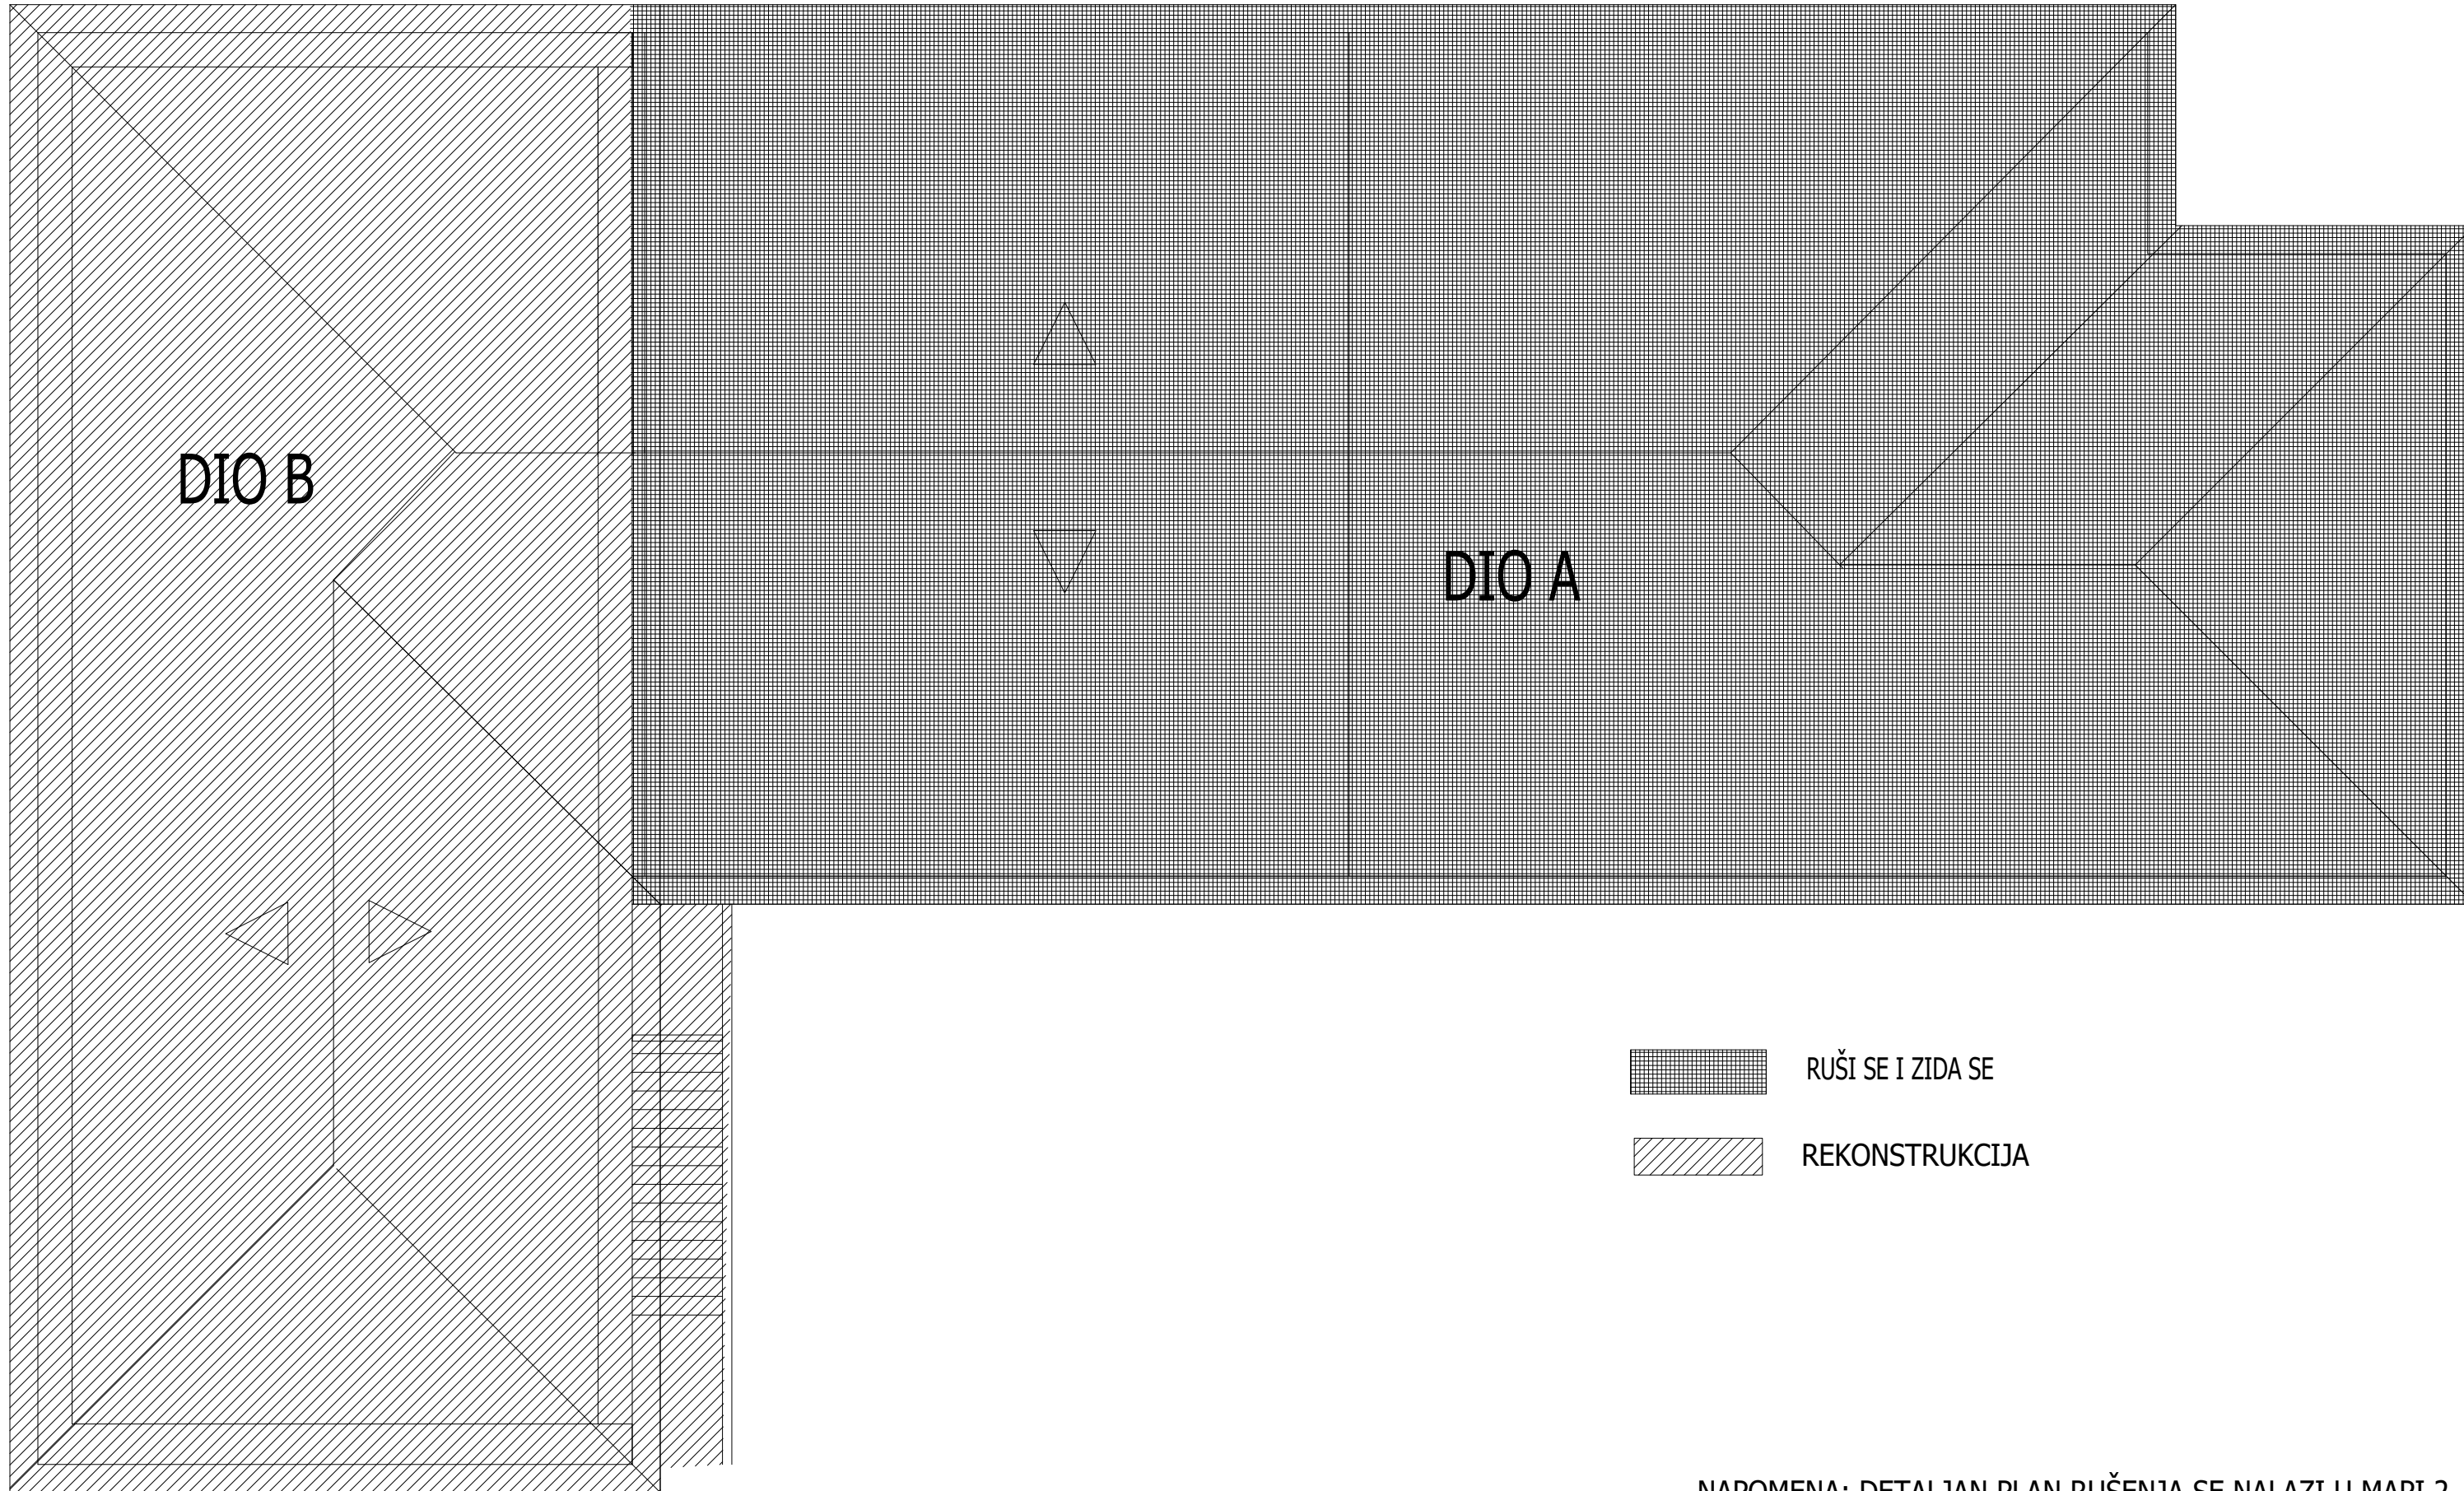 DIO B
DIO A
RUŠI SE I ZIDA SE
REKONSTRUKCIJA
NAPOMENA: DETALJAN PLAN RUŠENJA SE NALAZI U MAPI 2